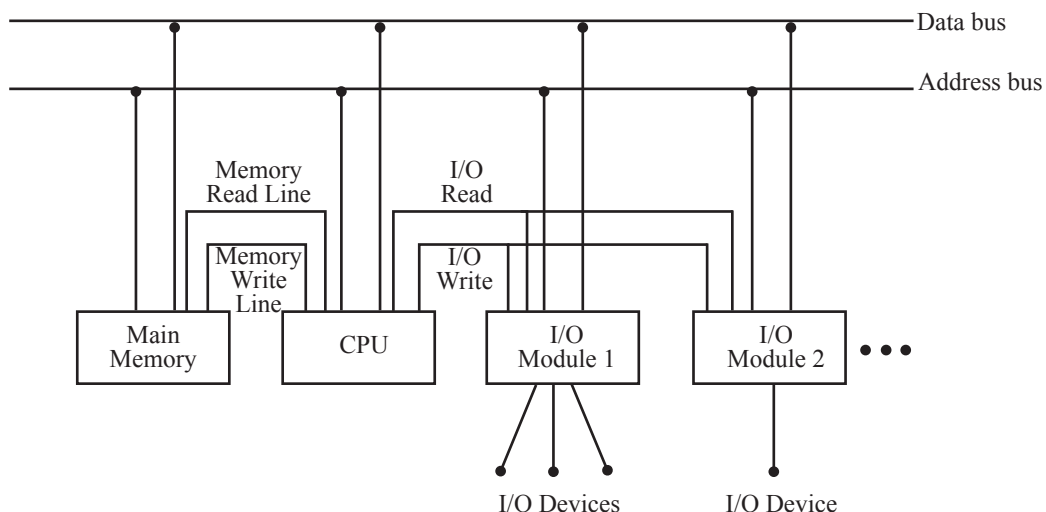 Data bus
Address bus
Memory
Read Line
I/O
Read
Memory
Write
Line
I/O
Write
Main
Memory
CPU
I/O
Module 1
I/O
Module 2
I/O Devices
I/O Device